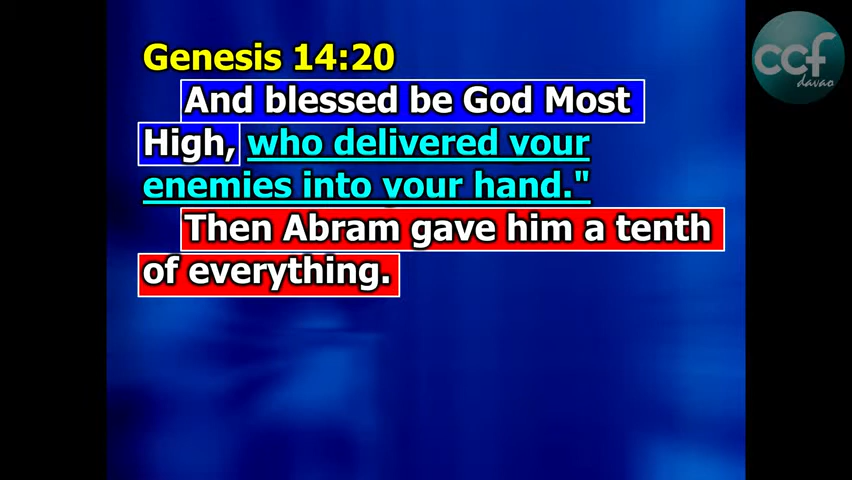 Genesis 14:20
And blessed be God Most
High, who delivered your
enemies into your hand."
Then Abram gave him a tenth
of everything.
ccf
davao